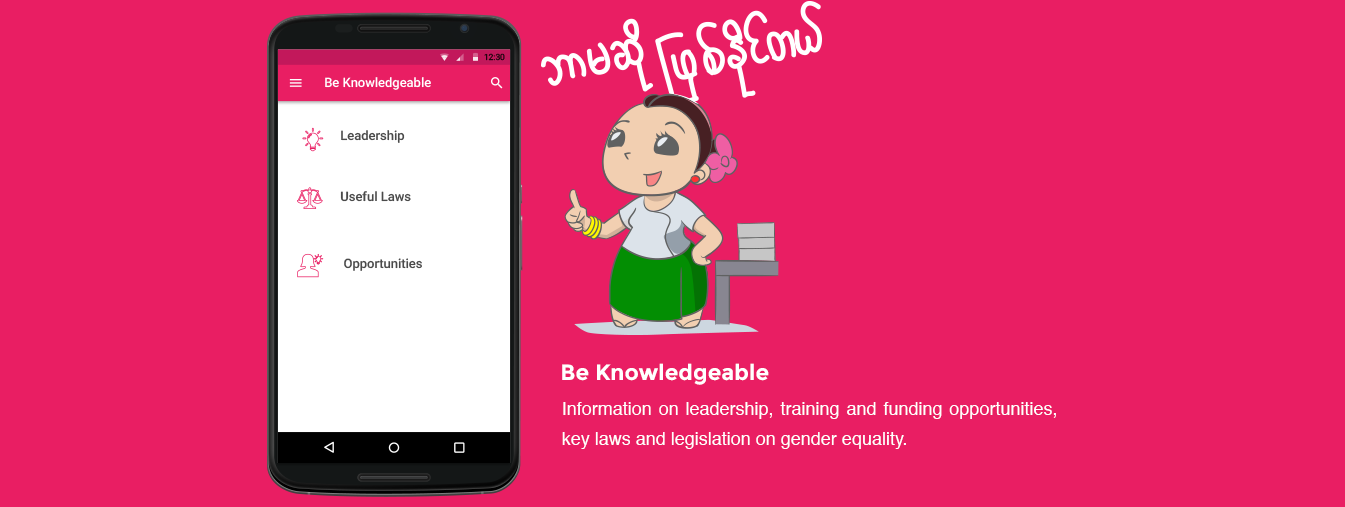 12:30
Be Knowledgeable
Leadership
Useful Laws
Opportunities
ဘာမဆို ဖြစ်နိုင်တယ်
Be Knowledgeable
Information on leadership, training and funding opportunities,
key laws and legislation on gender equality.